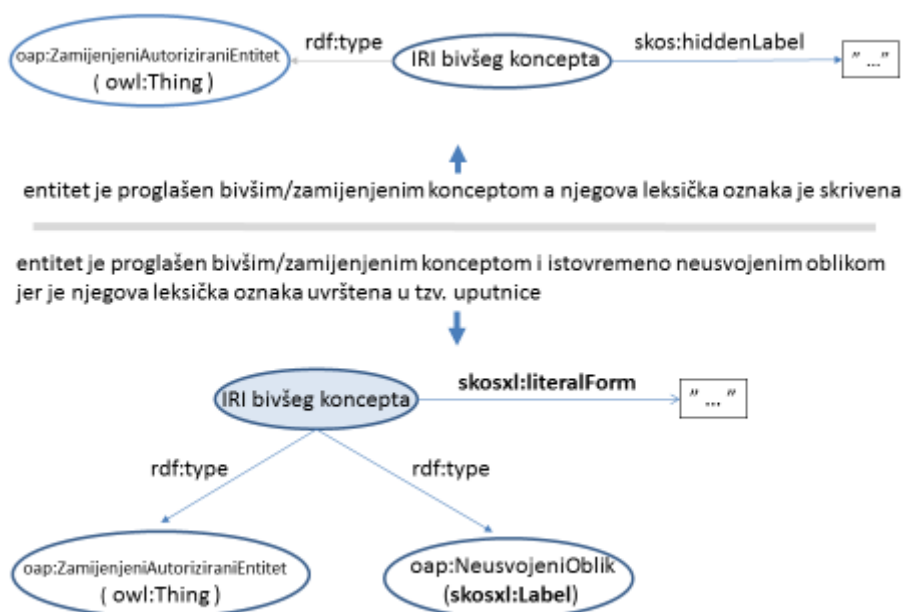 oap:ZamijenjeniAutoriziraniEntitet
( owl:Thing )
rdf:type
IRI bivšeg koncepta
skos:hiddenLabel
" ..."
entitet je proglašen bivšim/zamijenjenim konceptom a njegova leksička oznaka je skrivena
entitet je proglašen bivšim/zamijenjenim konceptom i istovremeno neusvojenim oblikom
jer je njegova leksička oznaka uvrštena u tzv. uputnice
IRI bivšeg koncepta
skosxl:literalForm
" ... "
rdf:type
rdf:type
oap:ZamijenjeniAutoriziraniEntitet
( owl:Thing )
oap:NeusvojeniOblik
(skosxl:Label)